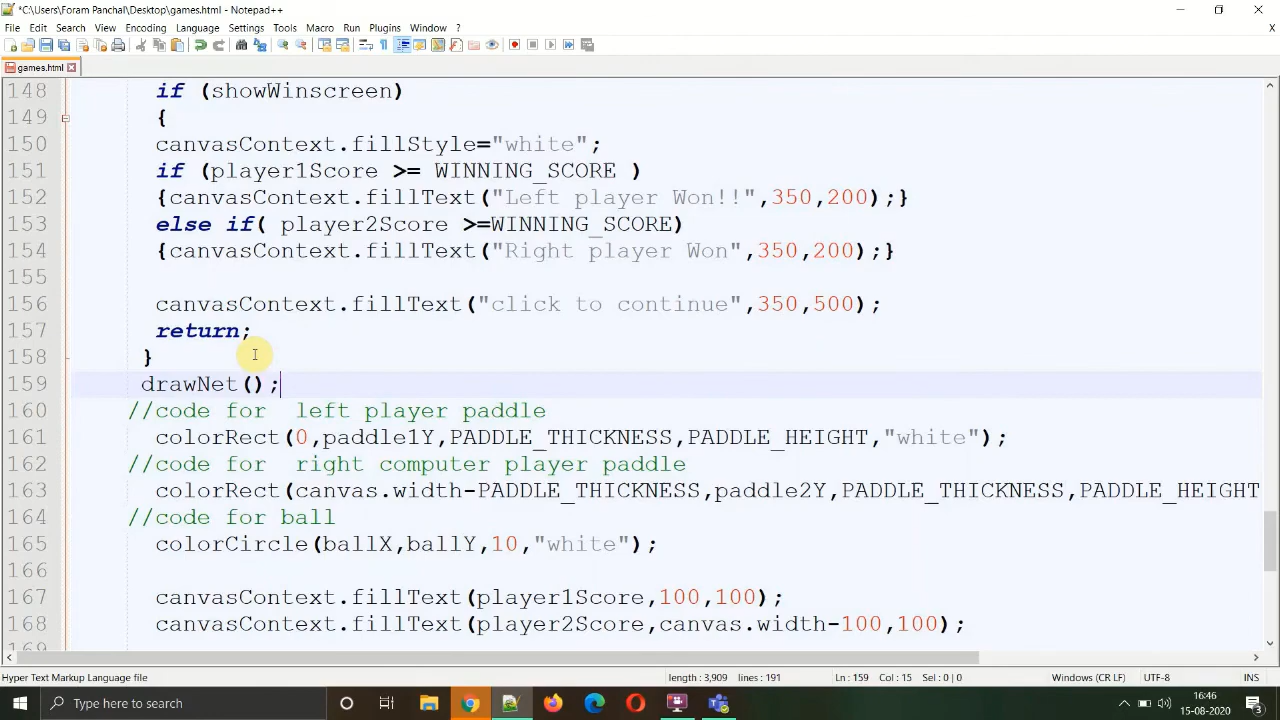 *C:\Users\Foram Panchal\Desktop\games.html - Notepad++
File Edit Search View Encoding Language Settings Tools Macro Run Plugins Window ? X
games.html
148 if (showWinscreen)
149 {
150 canvasContext.fillStyle="white";
151 if (player1Score >= WINNING_SCORE )
152 {canvasContext.fillText("Left player Won!!",350,200);}
153 else if( player2Score >=WINNING_SCORE)
154 {canvasContext.fillText("Right player Won",350,200);}
155
156 canvasContext.fillText("click to continue",350,500);
157 return;
158 }
159 drawNet();
160 //code for  left player paddle
161 colorRect(0,paddle1Y,PADDLE_THICKNESS,PADDLE_HEIGHT,"white");
162 //code for  right computer player paddle
163 colorRect(canvas.width-PADDLE_THICKNESS,paddle2Y,PADDLE_THICKNESS,PADDLE_HEIGHT
164 //code for ball
165 colorCircle(ballX,ballY,10,"white");
166
167 canvasContext.fillText(player1Score,100,100);
168 canvasContext.fillText(player2Score,canvas.width-100,100);
169
Hyper Text Markup Language file length : 3,909 lines : 191 Ln : 159 Col : 15 Sel : 0 | 0 Windows (CR LF) UTF-8 INS
Type here to search 16:46
15-08-2020